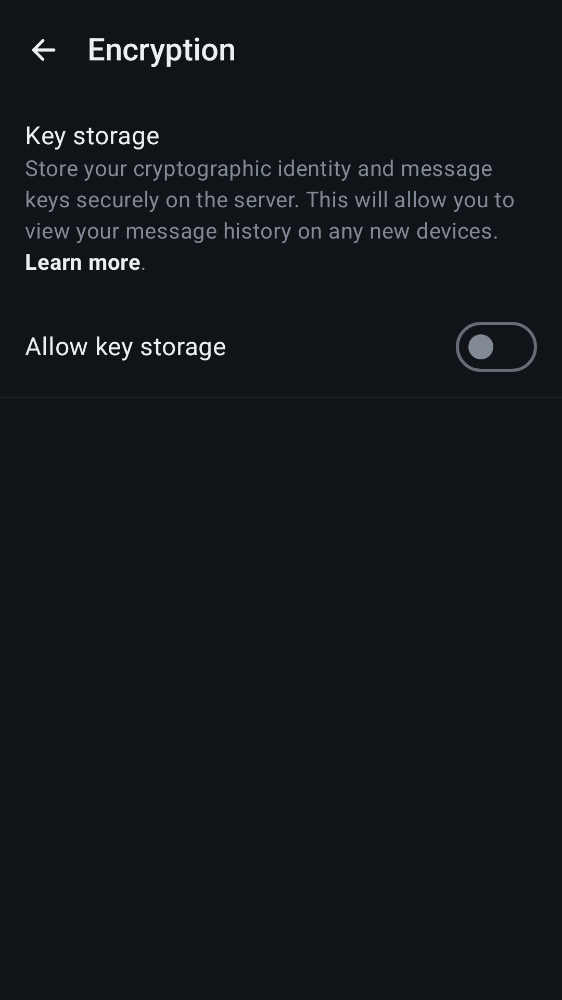 Encryption
Key storage
Store your cryptographic identity and message
keys securely on the server. This will allow you to
view your message history on any new devices.
Learn more.
Allow key storage